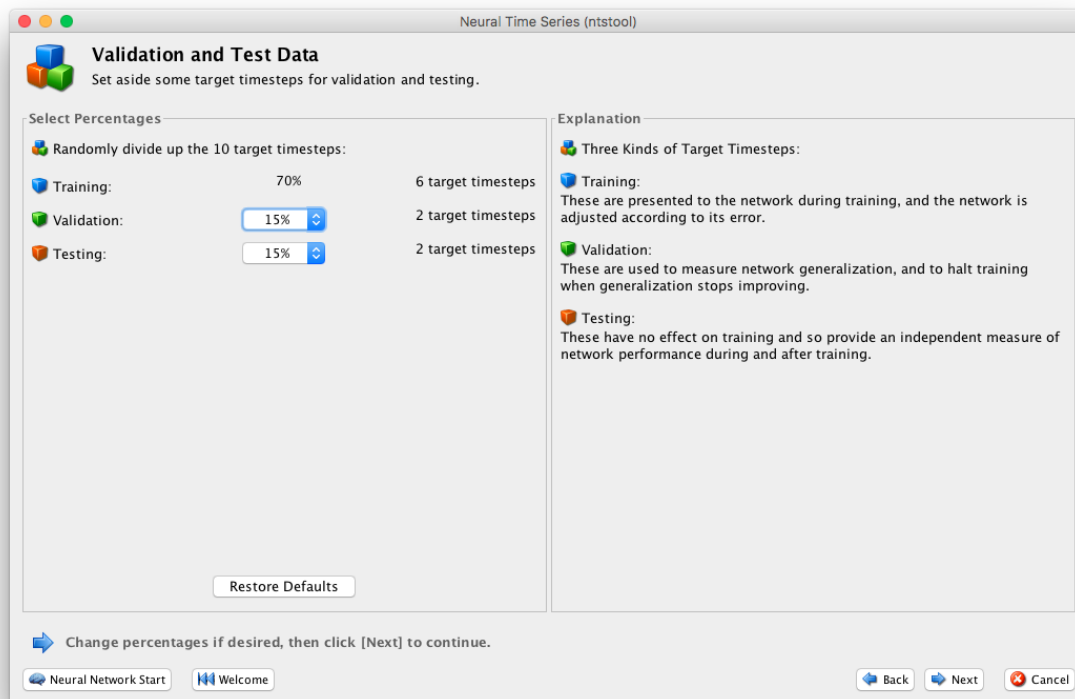 Neural Time Series (ntstool)
Validation and Test Data
Set aside some target timesteps for validation and testing.
Select Percentages
Randomly divide up the 10 target timesteps:
Training: 70% 6 target timesteps
Validation: 15% 2 target timesteps
Testing: 15% 2 target timesteps
Restore Defaults
Explanation
Three Kinds of Target Timesteps:
Training:
These are presented to the network during training, and the network is
adjusted according to its error.
Validation:
These are used to measure network generalization, and to halt training
when generalization stops improving.
Testing:
These have no effect on training and so provide an independent measure of
network performance during and after training.
Change percentages if desired, then click [Next] to continue.
Neural Network Start Welcome Back Next Cancel